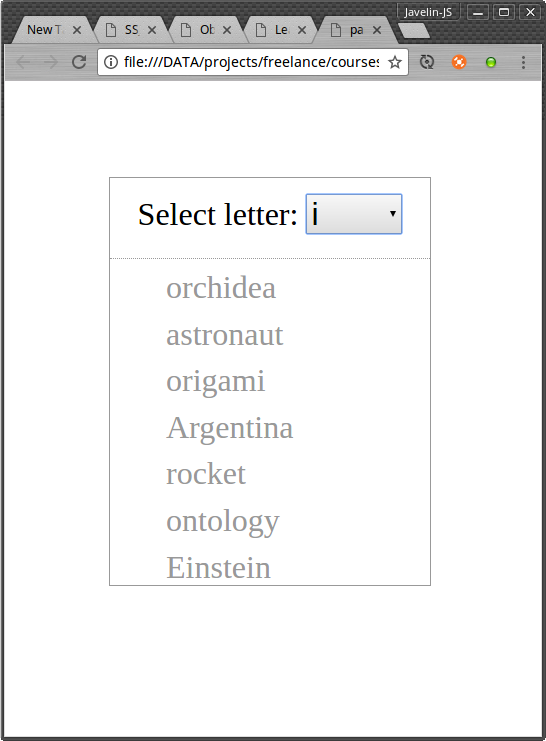 Javelin-JS
New T
SS
Ob
Le
pa
file:///DATA/projects/freelance/courses
Select letter: i
orchidea
astronaut
origami
Argentina
rocket
ontology
Einstein